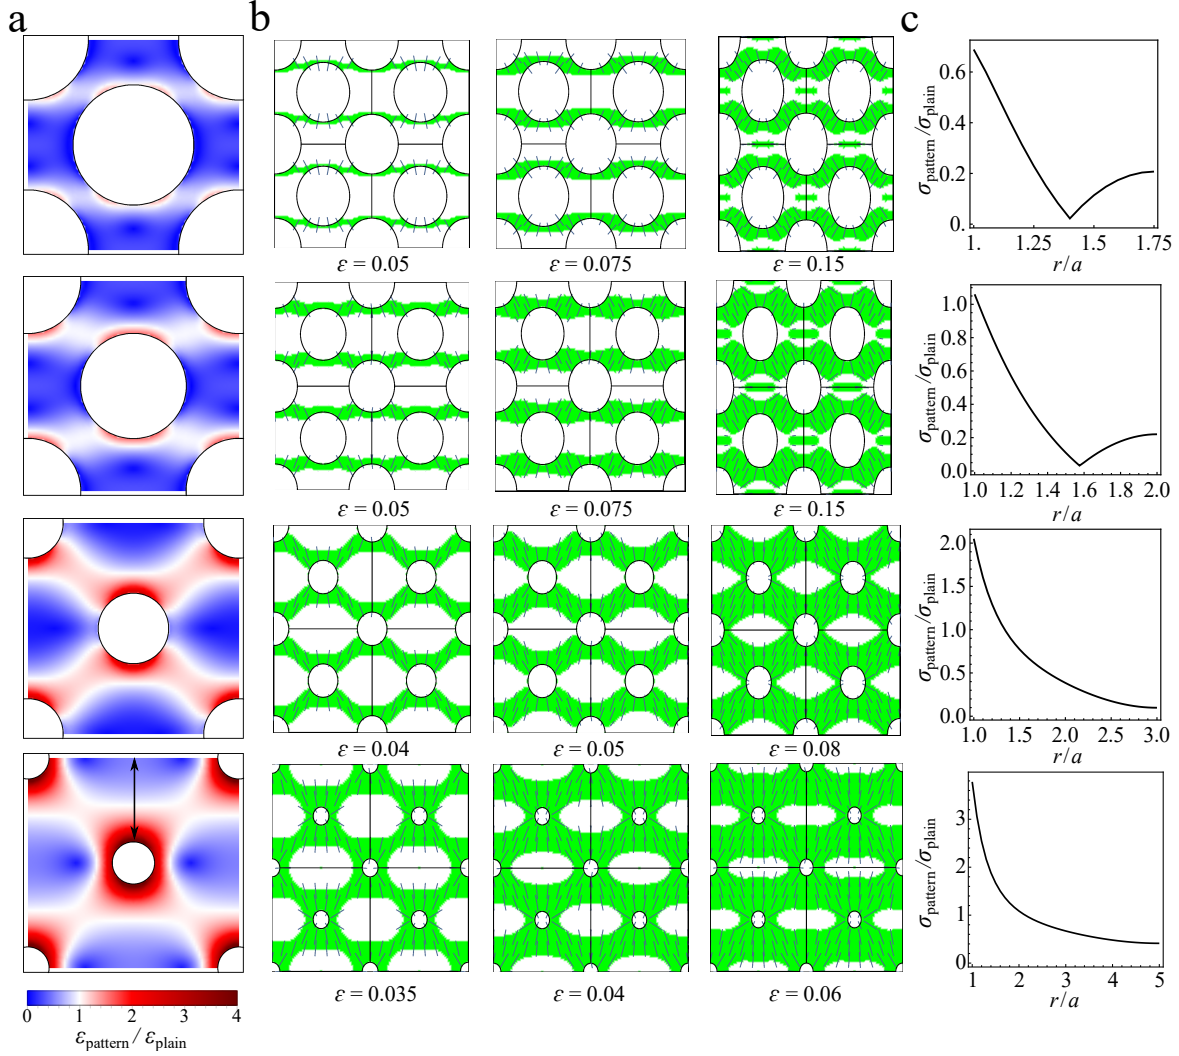 a
b
c
ε = 0.05
ε = 0.075
ε = 0.15
0.6
0.4
0.2
0
1.
1.25
1.5
1.75
r/a
σpattern/σplain
ε = 0.05
ε = 0.075
ε = 0.15
1.0
0.8
0.6
0.4
0.2
0.0
1.0
1.2
1.4
1.6
1.8
2.0
r/a
σpattern/σplain
ε = 0.04
ε = 0.05
ε = 0.08
2.0
1.5
1.0
0.5
0.0
1.0
1.5
2.0
2.5
3.0
r/a
σpattern/σplain
ε = 0.035
ε = 0.04
ε = 0.06
3
2
1
0
1
2
3
4
5
r/a
σpattern/σplain
0
1
2
3
4
εpattern / εplain